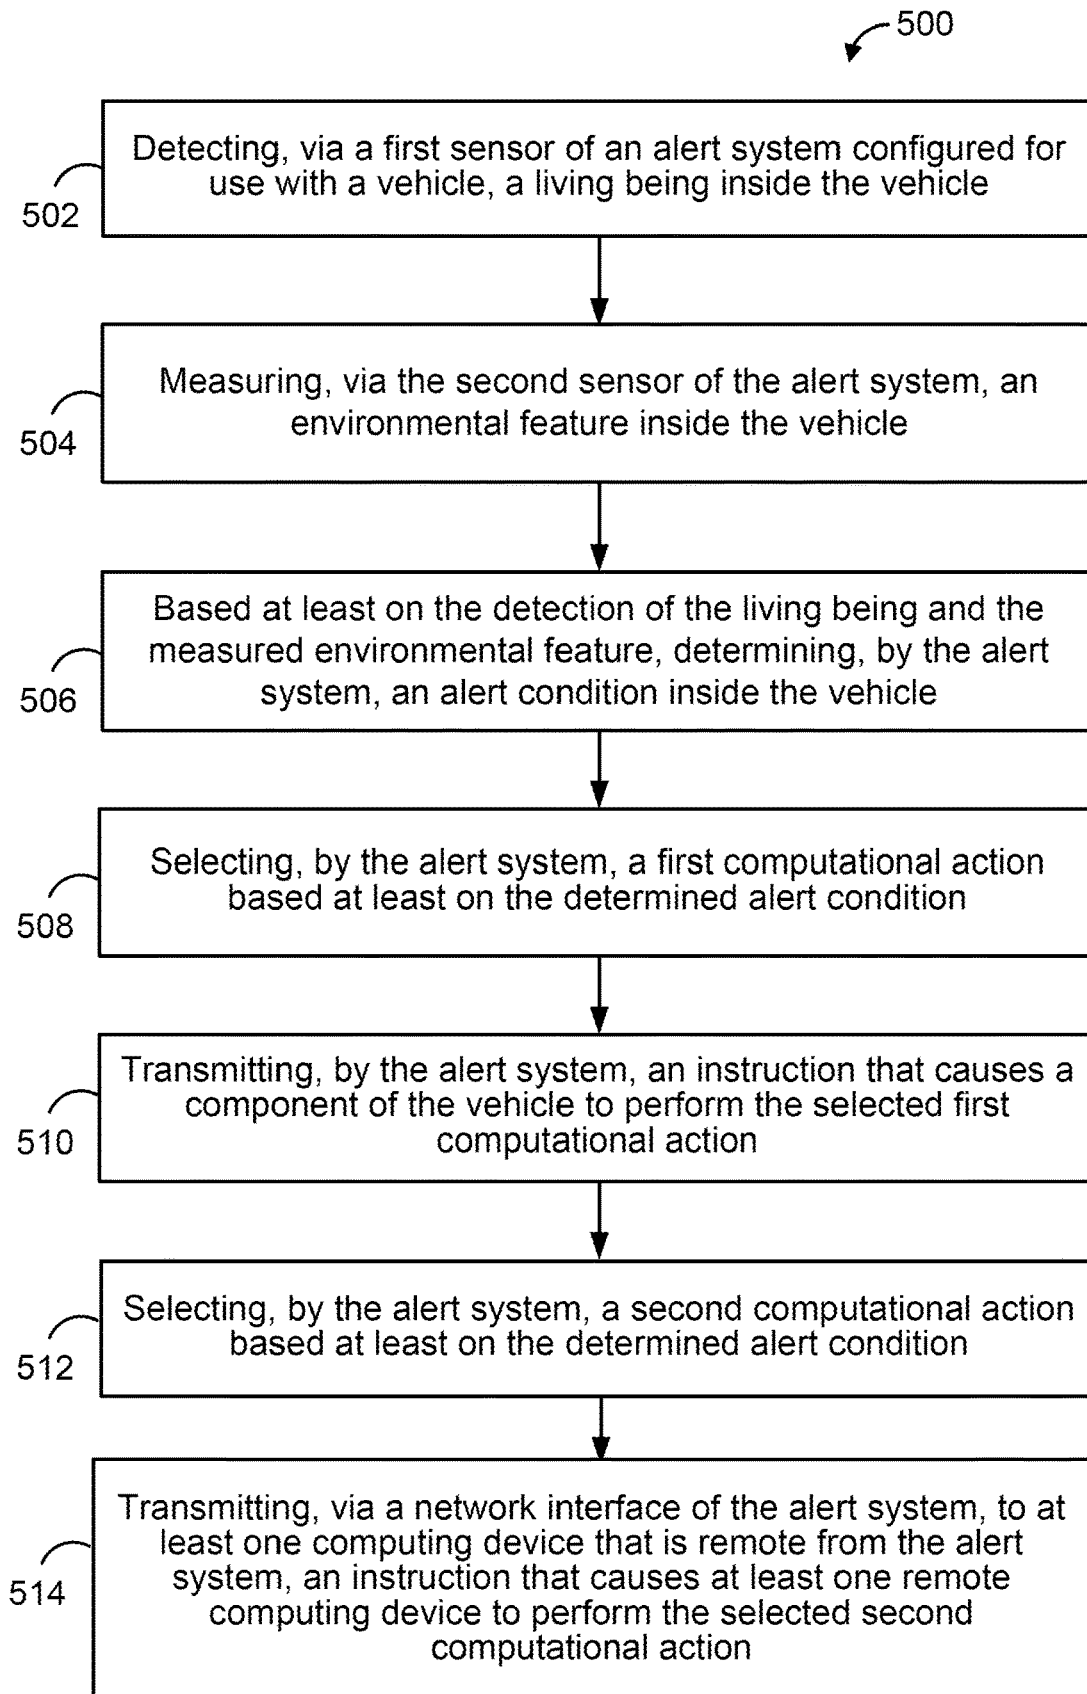 500
Detecting, via a first sensor of an alert system configured for
use with a vehicle, a living being inside the vehicle
502
Measuring, via the second sensor of the alert system, an
environmental feature inside the vehicle
504
Based at least on the detection of the living being and the
measured environmental feature, determining, by the alert
system, an alert condition inside the vehicle
506
Selecting, by the alert system, a first computational action
based at least on the determined alert condition
508
Transmitting, by the alert system, an instruction that causes a
component of the vehicle to perform the selected first
computational action
510
Selecting, by the alert system, a second computational action
based at least on the determined alert condition
512
Transmitting, via a network interface of the alert system, to at
least one computing device that is remote from the alert
system, an instruction that causes at least one remote
computing device to perform the selected second
computational action
514